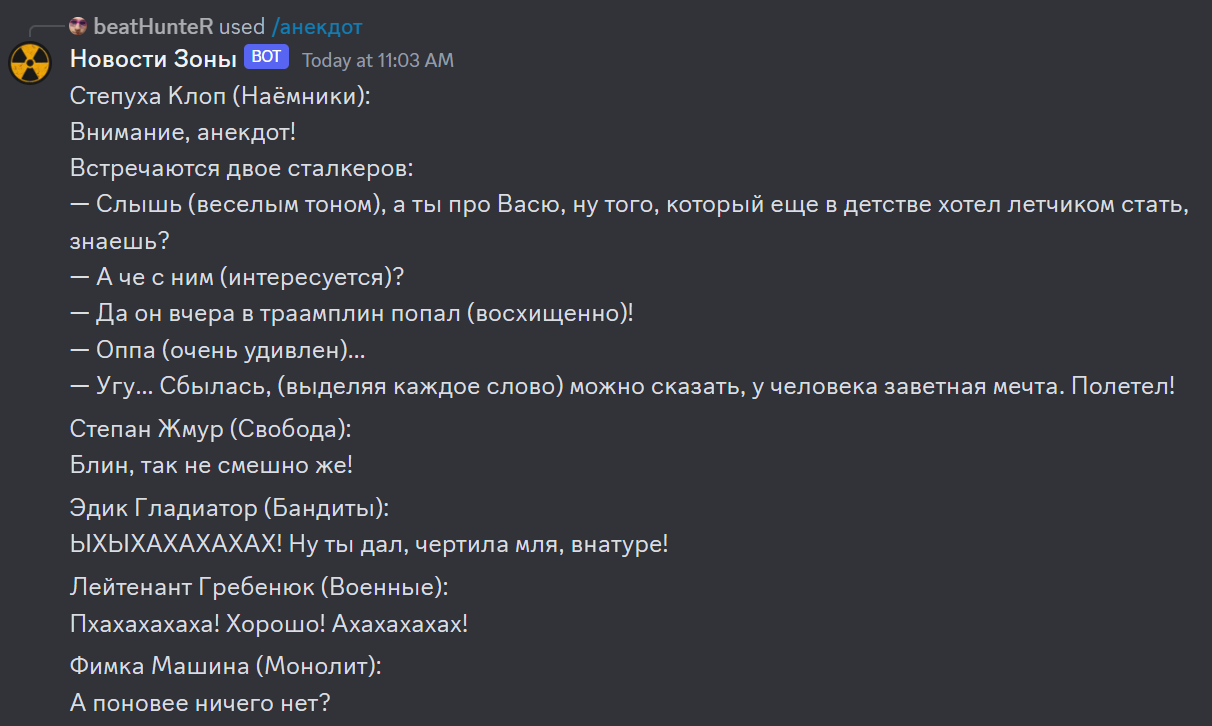 beatHunteR used /анекдот
Новости Зоны BOT Today at 11:03 AM
Степуха Клоп (Наёмники):
Внимание, анекдот!
Встречаются двое сталкеров:
— Слышь (веселым тоном), а ты про Васю, ну того, который еще в детстве хотел летчиком стать,
знаешь?
— А че с ним (интересуется)?
— Да он вчера в траамплин попал (восхищенно)!
— Оппа (очень удивлен)...
— Угу... Сбылась, (выделяя каждое слово) можно сказать, у человека заветная мечта. Полетел!
Степан Жмур (Свобода):
Блин, так не смешно же!
Эдик Гладиатор (Бандиты):
ЫХЫХАХАХАХАХ! Ну ты дал, чертила мля, внатуре!
Лейтенант Гребенюк (Военные):
Пхахахахаха! Хорошо! Ахахахахах!
Фимка Машина (Монолит):
А поновее ничего нет?